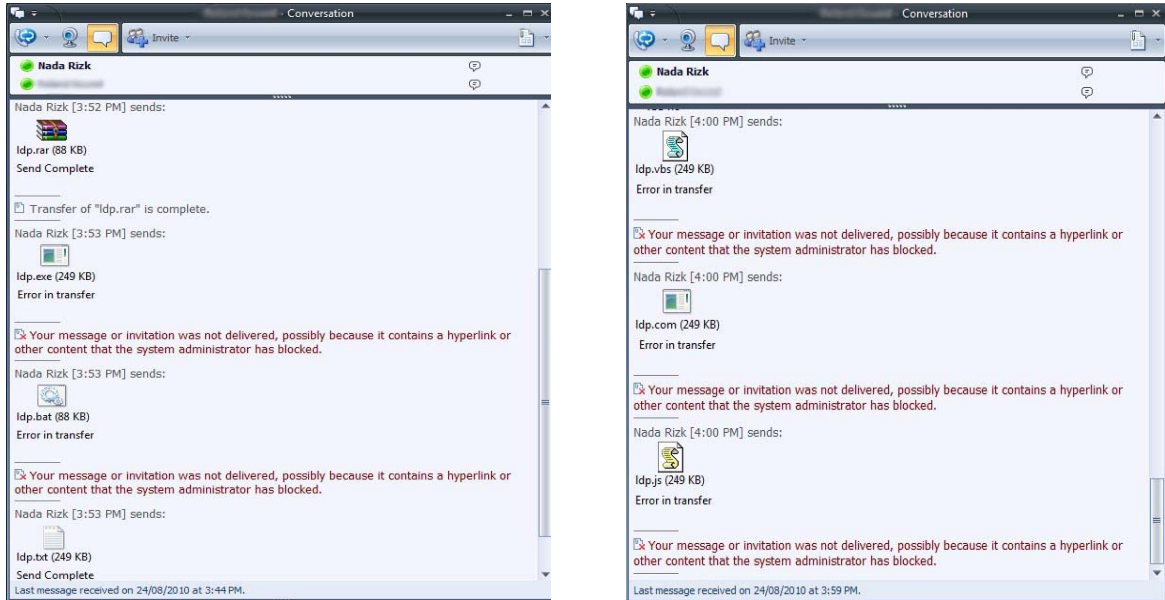 - Conversation
Invite
Nada Rizk
Nada Rizk [3:52 PM] sends:
ldp.rar (88 KB)
Send Complete
Transfer of "ldp.rar" is complete.
Nada Rizk [3:53 PM] sends:
ldp.exe (249 KB)
Error in transfer
Your message or invitation was not delivered, possibly because it contains a hyperlink or
other content that the system administrator has blocked.
Nada Rizk [3:53 PM] sends:
ldp.bat (88 KB)
Error in transfer
Your message or invitation was not delivered, possibly because it contains a hyperlink or
other content that the system administrator has blocked.
Nada Rizk [3:53 PM] sends:
ldp.txt (249 KB)
Send Complete
Last message received on 24/08/2010 at 3:44 PM.
- Conversation
Invite
Nada Rizk
Nada Rizk [4:00 PM] sends:
ldp.vbs (249 KB)
Error in transfer
Your message or invitation was not delivered, possibly because it contains a hyperlink or
other content that the system administrator has blocked.
Nada Rizk [4:00 PM] sends:
ldp.com (249 KB)
Error in transfer
Your message or invitation was not delivered, possibly because it contains a hyperlink or
other content that the system administrator has blocked.
Nada Rizk [4:00 PM] sends:
ldp.js (249 KB)
Error in transfer
Your message or invitation was not delivered, possibly because it contains a hyperlink or
other content that the system administrator has blocked.
Last message received on 24/08/2010 at 3:59 PM.